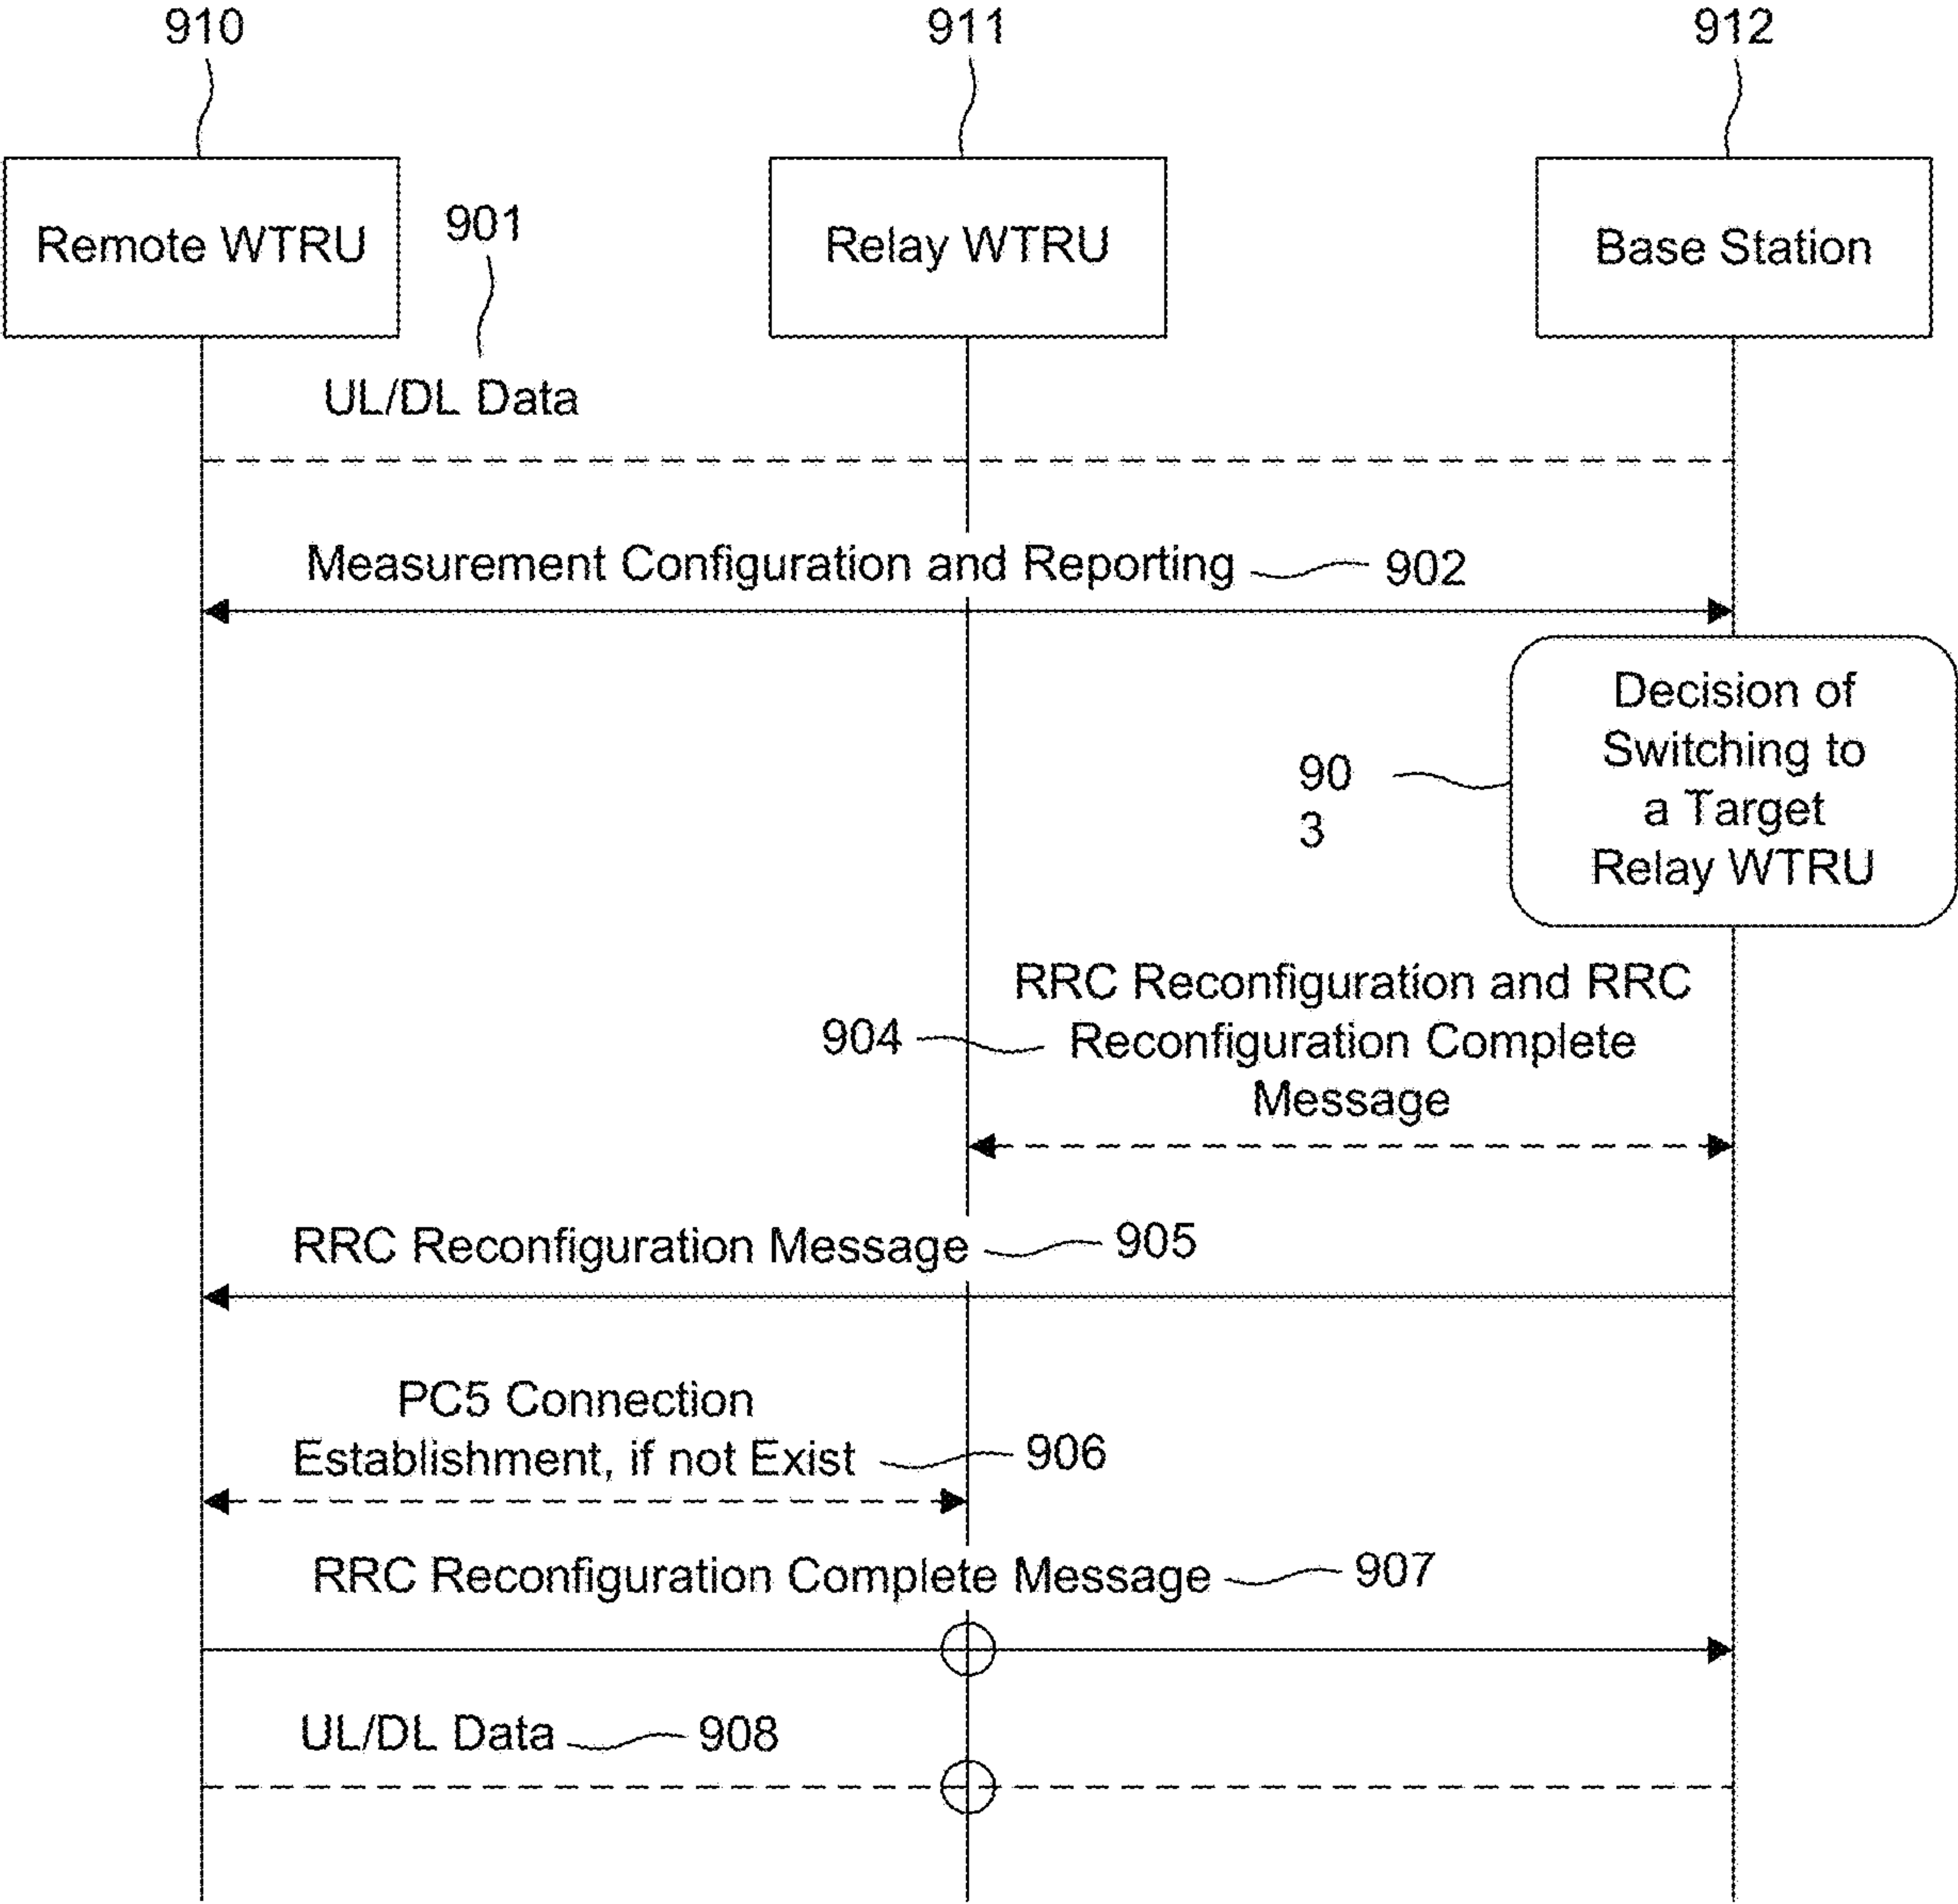 910
911
912
Remote WTRU
901
Relay WTRU
Base Station
UL/DL Data
Measurement Configuration and Reporting 902
Decision of
Switching to
a Target
Relay WTRU
90
3
RRC Reconfiguration and RRC
904 Reconfiguration Complete
Message
RRC Reconfiguration Message 905
PC5 Connection
Establishment, if not Exist 906
RRC Reconfiguration Complete Message 907
UL/DL Data 908